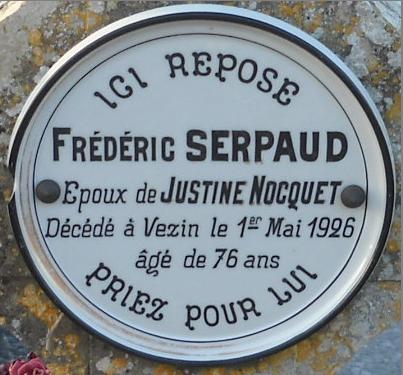 ICI REPOSE
FRÉDÉRIC SERPAUD
Epoux de JUSTINE NOCQUET
Décédé à Vezin le 1er Mai 1926
âgé de 76 ans
PRIEZ POUR LUI